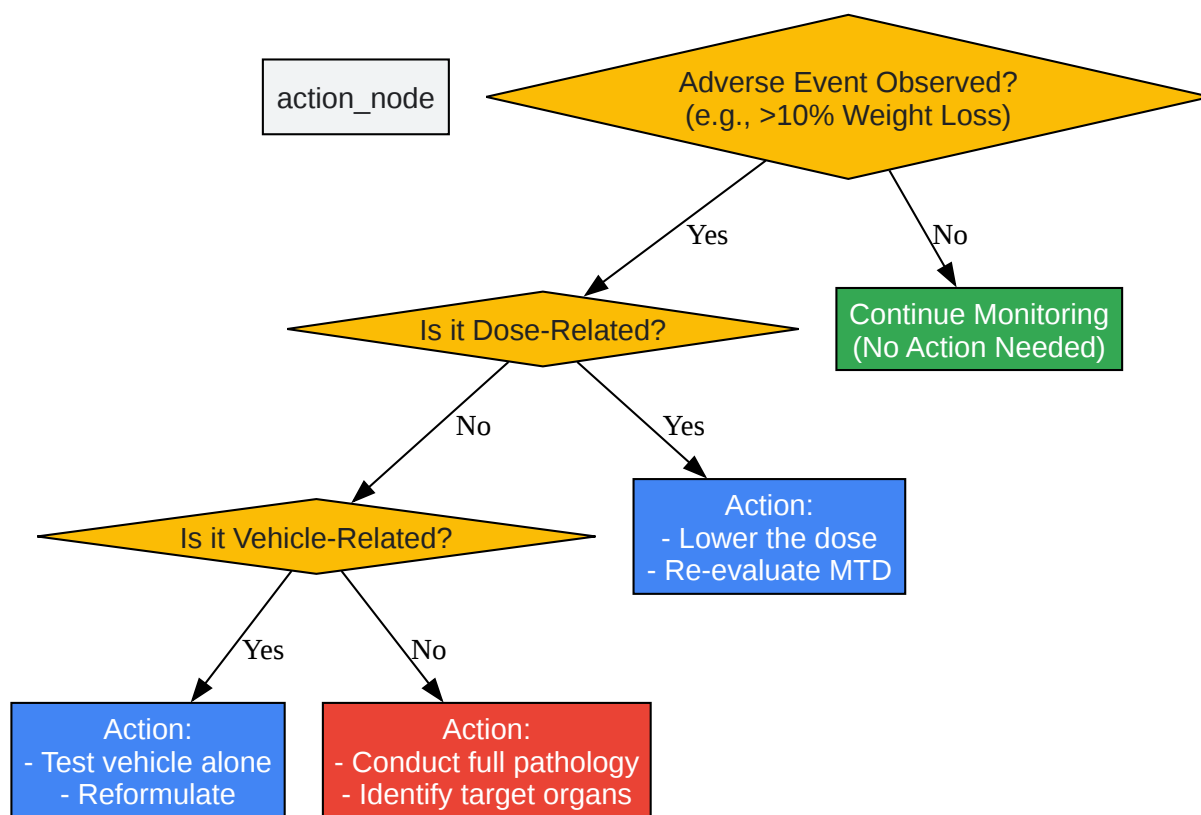 action_node
Adverse Event Observed?
(e.g., >10% Weight Loss)
Yes
No
Is it Dose-Related?
Continue Monitoring
(No Action Needed)
No
Yes
Is it Vehicle-Related?
Action:
- Lower the dose
- Re-evaluate MTD
Yes
No
Action:
- Test vehicle alone
- Reformulate
Action:
- Conduct full pathology
- Identify target organs